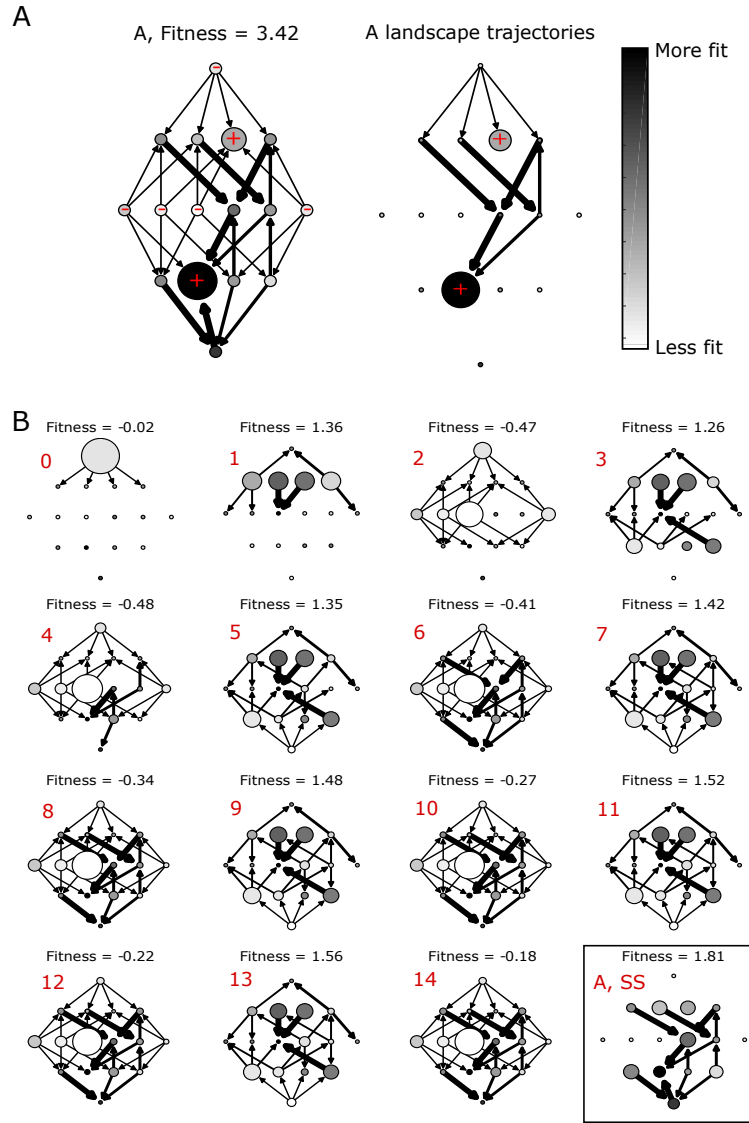 A
A, Fitness = 3.42
A landscape trajectories
More fit
Less fit
−
+
− − − −
+
+
+
B
Fitness = -0.02
Fitness = 1.36
Fitness = -0.47
Fitness = 1.26
0
1
2
3
Fitness = -0.48
Fitness = 1.35
Fitness = -0.41
Fitness = 1.42
4
5
6
7
Fitness = -0.34
Fitness = 1.48
Fitness = -0.27
Fitness = 1.52
8
9
10
11
Fitness = -0.22
Fitness = 1.56
Fitness = -0.18
Fitness = 1.81
12
13
14
A, SS